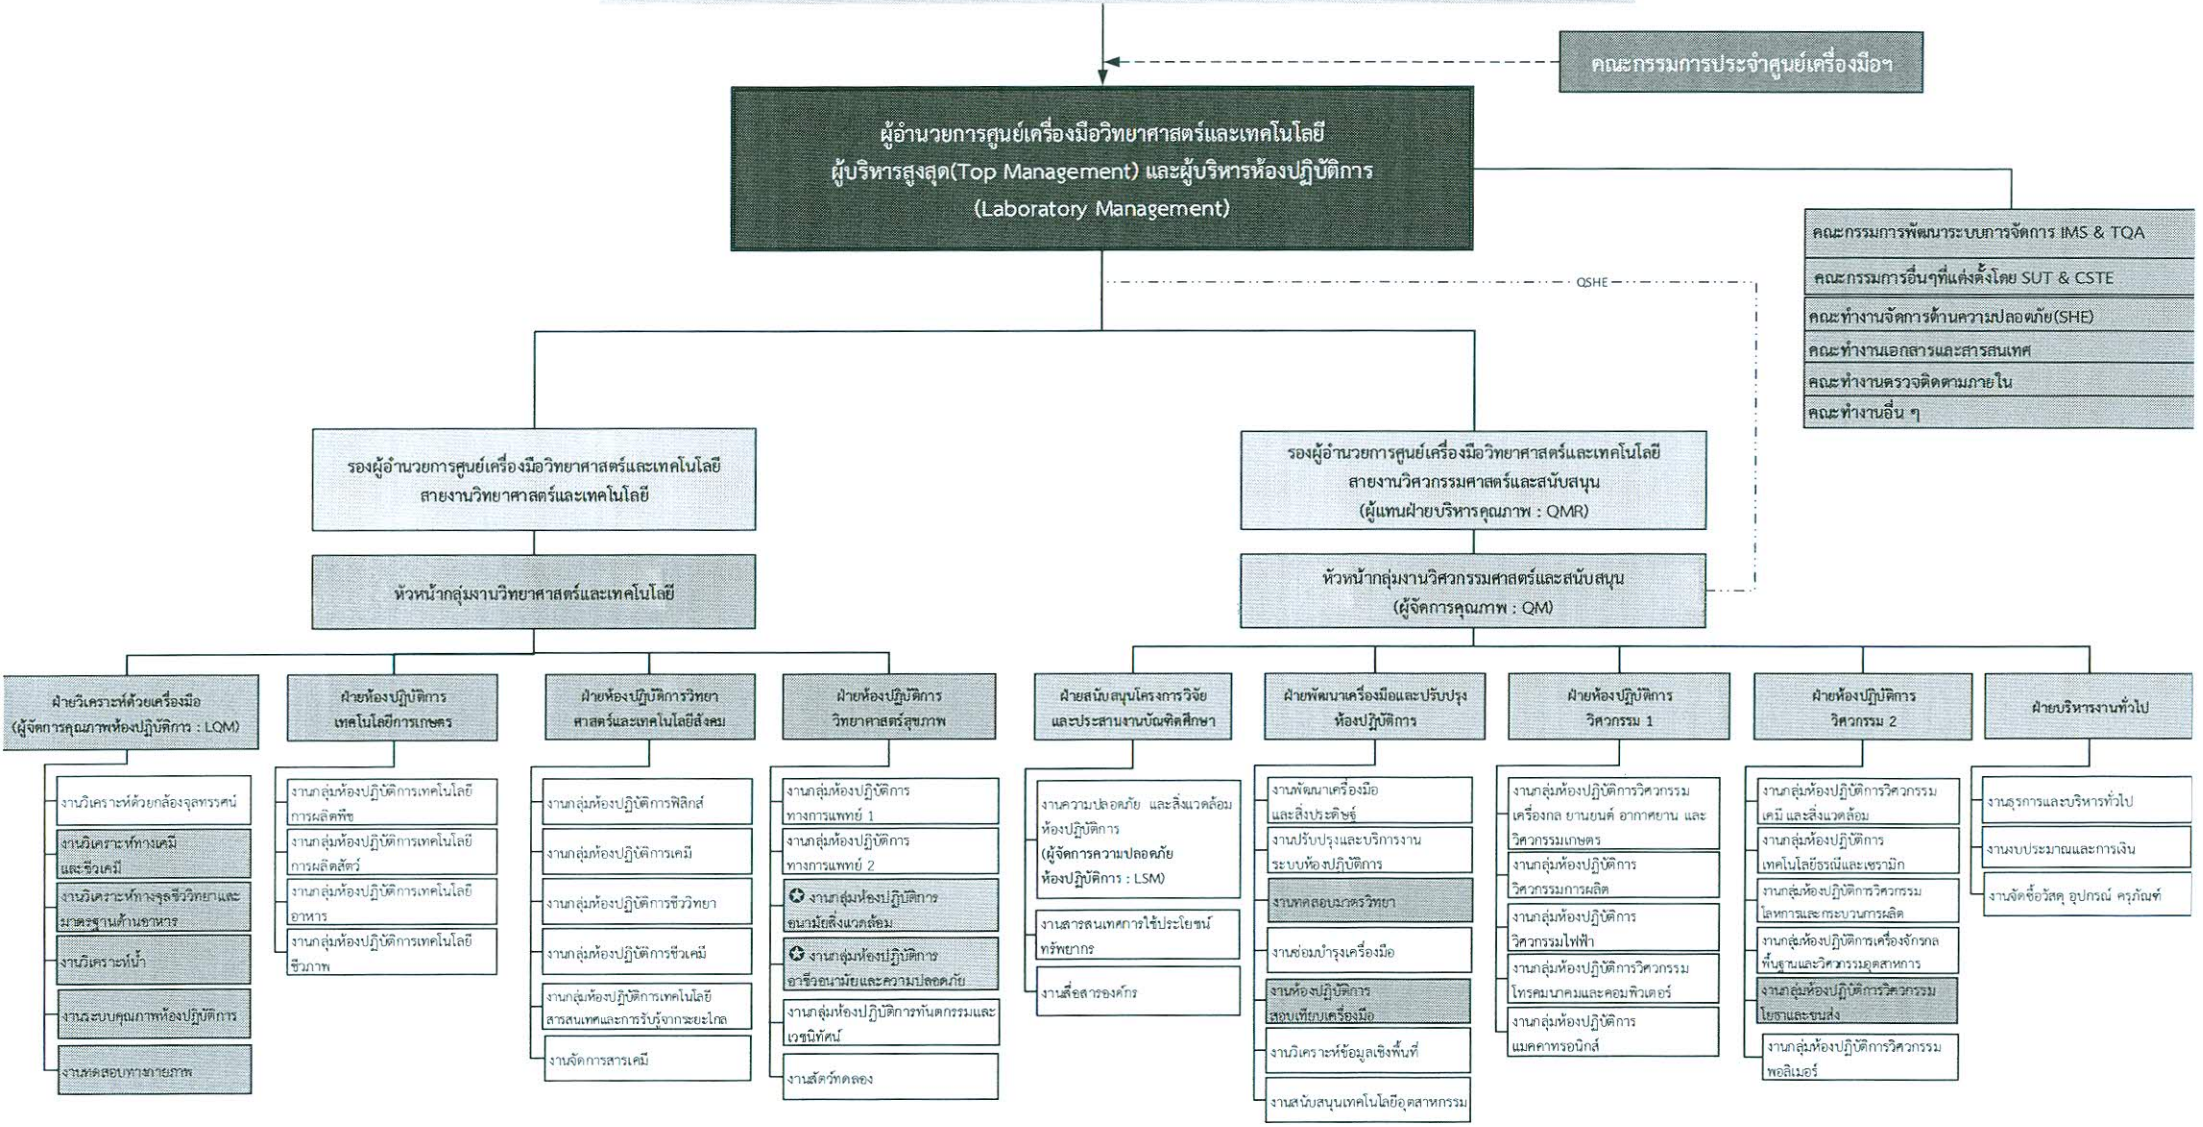 คณะกรรมการประจำศูนย์เครื่องมือฯ
ผู้อำนวยการศูนย์เครื่องมือวิทยาศาสตร์และเทคโนโลยี
ผู้บริหารสูงสุด(Top Management) และผู้บริหารห้องปฏิบัติการ
(Laboratory Management)
คณะกรรมการพัฒนาระบบการจัดการ IMS & TQA
คณะกรรมการอื่นๆที่แต่งตั้งโดย SUT & CSTE
คณะทำงานจัดการด้านความปลอดภัย(SHE)
คณะทำงานเอกสารและสารสนเทศ
คณะทำงานตรวจติดตามภายใน
คณะทำงานอื่น ๆ
QSHE
รองผู้อำนวยการศูนย์เครื่องมือวิทยาศาสตร์และเทคโนโลยี
สายงานวิทยาศาสตร์และเทคโนโลยี
รองผู้อำนวยการศูนย์เครื่องมือวิทยาศาสตร์และเทคโนโลยี
สายงานวิศวกรรมศาสตร์และสนับสนุน
(ผู้แทนฝ่ายบริหารคุณภาพ : QMR)
หัวหน้ากลุ่มงานวิทยาศาสตร์และเทคโนโลยี
หัวหน้ากลุ่มงานวิศวกรรมศาสตร์และสนับสนุน
(ผู้จัดการคุณภาพ : QM)
ฝ่ายวิเคราะห์ด้วยเครื่องมือ
(ผู้จัดการคุณภาพห้องปฏิบัติการ : LQM)
งานวิเคราะห์ด้วยกล้องจุลทรรศน์
งานวิเคราะห์ทางเคมี
และชีวเคมี
งานวิเคราะห์ทางจุลชีววิทยาและ
มาตรฐานด้านอาหาร
งานวิเคราะห์น้ำ
งานระบบคุณภาพห้องปฏิบัติการ
งานทดสอบทางกายภาพ
ฝ่ายห้องปฏิบัติการ
เทคโนโลยีการเกษตร
งานกลุ่มห้องปฏิบัติการเทคโนโลยี
การผลิตพืช
งานกลุ่มห้องปฏิบัติการเทคโนโลยี
การผลิตสัตว์
งานกลุ่มห้องปฏิบัติการเทคโนโลยี
อาหาร
งานกลุ่มห้องปฏิบัติการเทคโนโลยี
ชีวภาพ
ฝ่ายห้องปฏิบัติการวิทยา
ศาสตร์และเทคโนโลยีสังคม
งานกลุ่มห้องปฏิบัติการฟิสิกส์
งานกลุ่มห้องปฏิบัติการเคมี
งานกลุ่มห้องปฏิบัติการชีววิทยา
งานกลุ่มห้องปฏิบัติการชีวเคมี
งานกลุ่มห้องปฏิบัติการเทคโนโลยี
สารสนเทศและการรับรู้จากระยะไกล
งานจัดการสารเคมี
ฝ่ายห้องปฏิบัติการ
วิทยาศาสตร์สุขภาพ
งานกลุ่มห้องปฏิบัติการ
ทางการแพทย์ 1
งานกลุ่มห้องปฏิบัติการ
ทางการแพทย์ 2
✪ งานกลุ่มห้องปฏิบัติการ
อนามัยสิ่งแวดล้อม
✪ งานกลุ่มห้องปฏิบัติการ
อาชีวอนามัยและความปลอดภัย
งานกลุ่มห้องปฏิบัติการทันตกรรมและ
เวชนิทัศน์
งานสัตว์ทดลอง
ฝ่ายสนับสนุนโครงการวิจัย
และประสานงานบัณฑิตศึกษา
งานความปลอดภัย และสิ่งแวดล้อม
ห้องปฏิบัติการ
(ผู้จัดการความปลอดภัย
ห้องปฏิบัติการ : LSM)
งานสารสนเทศการใช้ประโยชน์
ทรัพยากร
งานสื่อสารองค์กร
ฝ่ายพัฒนาเครื่องมือและปรับปรุง
ห้องปฏิบัติการ
งานพัฒนาเครื่องมือ
และสิ่งประดิษฐ์
งานปรับปรุงและบริการงาน
ระบบห้องปฏิบัติการ
งานทดสอบมาตรวิทยา
งานซ่อมบำรุงเครื่องมือ
งานห้องปฏิบัติการ
สอบเทียบเครื่องมือ
งานวิเคราะห์ข้อมูลเชิงพื้นที่
งานสนับสนุนเทคโนโลยีอุตสาหกรรม
ฝ่ายห้องปฏิบัติการ
วิศวกรรม 1
งานกลุ่มห้องปฏิบัติการวิศวกรรม
เครื่องกล ยานยนต์ อากาศยาน และ
วิศวกรรมเกษตร
งานกลุ่มห้องปฏิบัติการ
วิศวกรรมการผลิต
งานกลุ่มห้องปฏิบัติการ
วิศวกรรมไฟฟ้า
งานกลุ่มห้องปฏิบัติการวิศวกรรม
โทรคมนาคมและคอมพิวเตอร์
งานกลุ่มห้องปฏิบัติการ
แมคคาทรอนิกส์
ฝ่ายห้องปฏิบัติการ
วิศวกรรม 2
งานกลุ่มห้องปฏิบัติการวิศวกรรม
เคมี และสิ่งแวดล้อม
งานกลุ่มห้องปฏิบัติการ
เทคโนโลยีธรณีและเซรามิก
งานกลุ่มห้องปฏิบัติการวิศวกรรม
โลหการและกระบวนการผลิต
งานกลุ่มห้องปฏิบัติการเครื่องจักรกล
พื้นฐานและวิศวกรรมอุตสาหการ
งานกลุ่มห้องปฏิบัติการวิศวกรรม
โยธาและขนส่ง
งานกลุ่มห้องปฏิบัติการวิศวกรรม
พอลิเมอร์
ฝ่ายบริหารงานทั่วไป
งานธุรการและบริหารทั่วไป
งานงบประมาณและการเงิน
งานจัดซื้อวัสดุ อุปกรณ์ ครุภัณฑ์